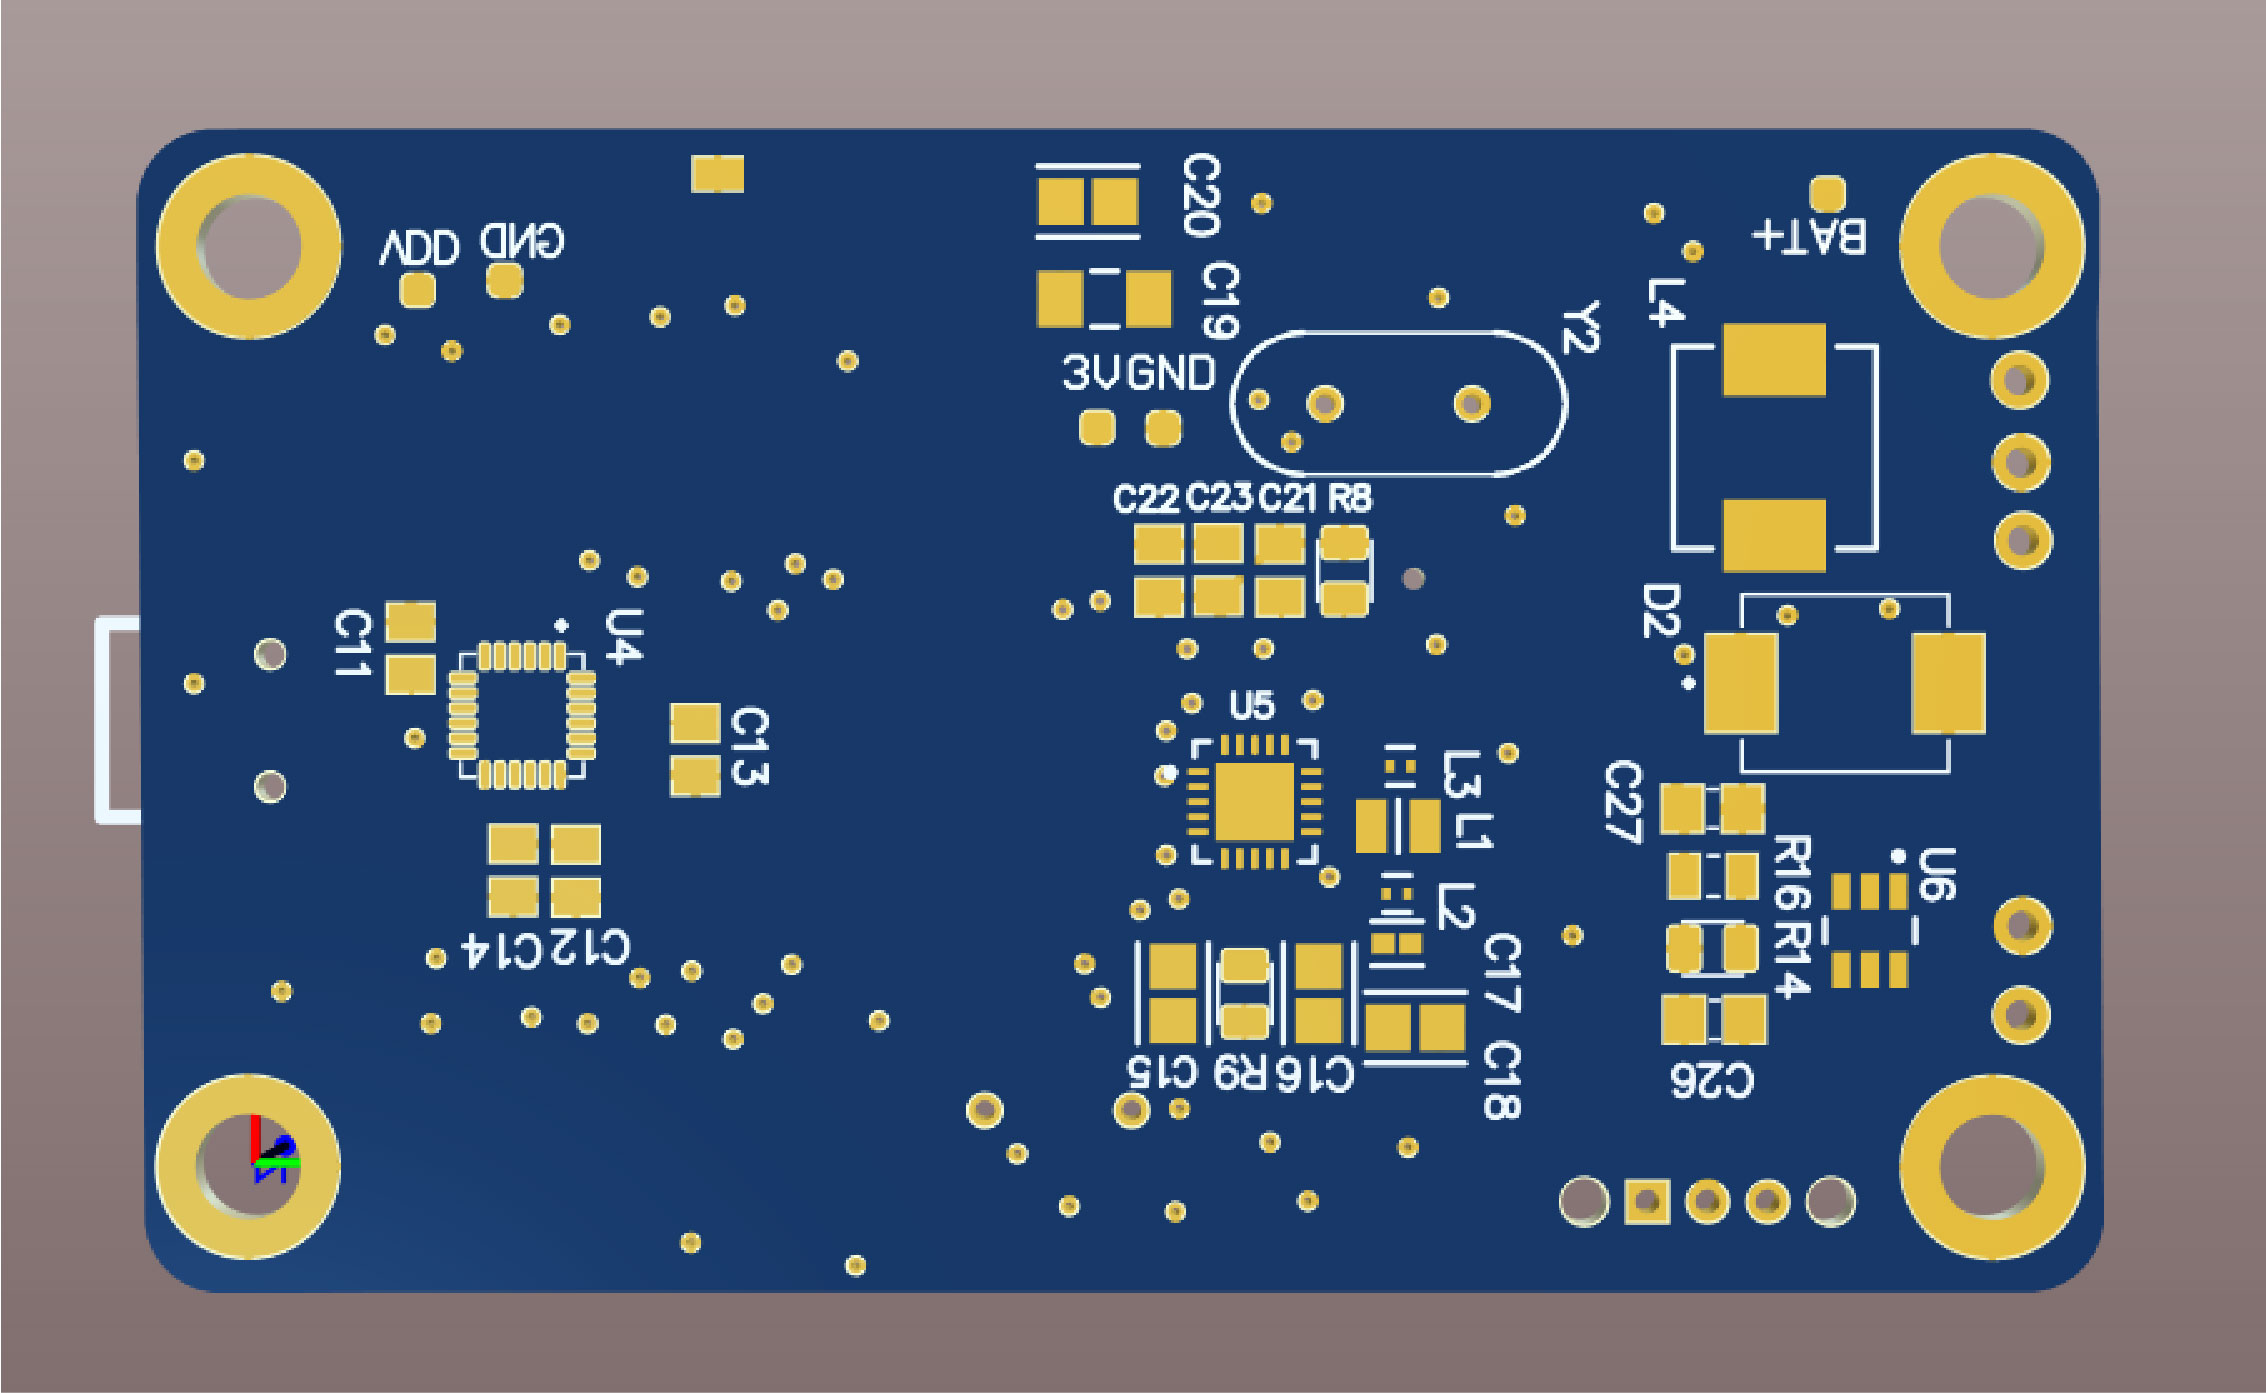 C20
VDD GND
BAT+
C19
L4
Y2
3V GND
C22 C23 C21 R8
D2
C11
U4
U5
C13
L3
C27
L1
R16
U6
L2
C14 C12
R14
C17
C15 R9 C16
C18
C26